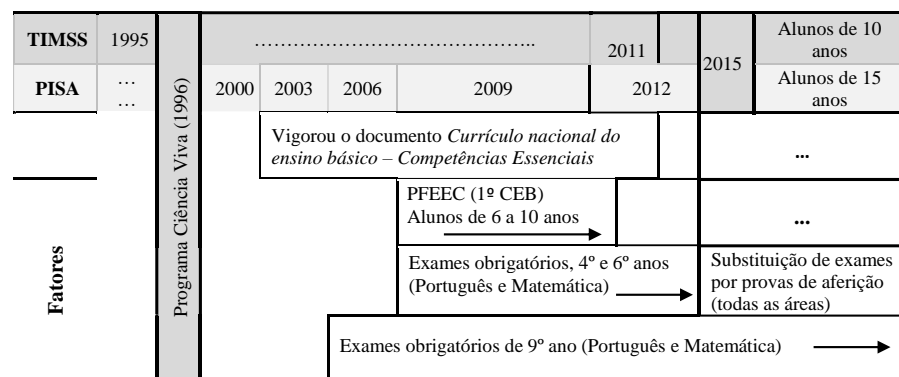 TIMSS 1995 ………………………………….. 2011 2015 Alunos de 10
anos
PISA …
…
2000 2003 2006 2009 2012 Alunos de 15
anos
Programa Ciência Viva (1996)
Vigorou o documento Currículo nacional do
ensino básico – Competências Essenciais
...
Fatores
PFEEC (1º CEB)
Alunos de 6 a 10 anos
...
Exames obrigatórios, 4º e 6º anos
(Português e Matemática)
Substituição de exames
por provas de aferição
(todas as áreas)
Exames obrigatórios de 9º ano (Português e Matemática)